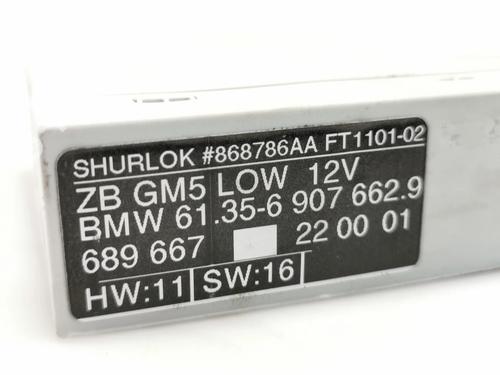 SHURLOK #868786AA FT1101-02
ZB GM5 LOW 12V
BMW 61.35-6 907 662.9
689 667 22 00 01
HW:11 SW:16